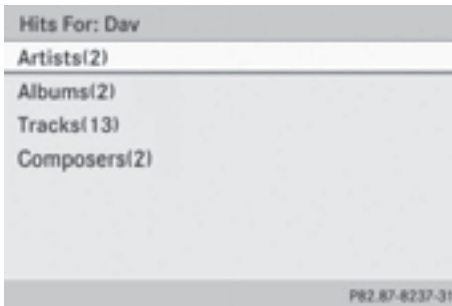 Hits For: Dav
Artists(2)
Albums(2)
Tracks(13)
Composers(2)
P82.87-8237-31